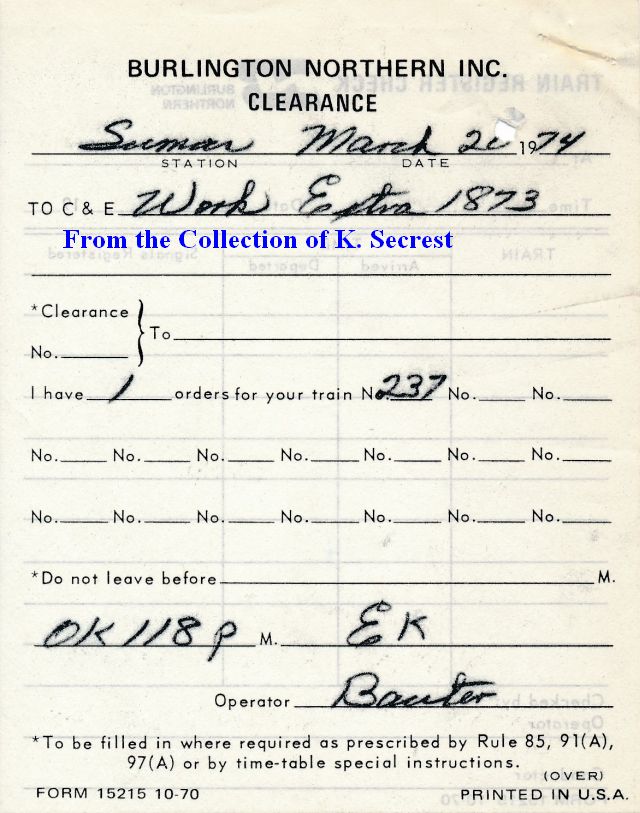 BURLINGTON NORTHERN INC.
CLEARANCE
Sumas March 1974
STATION DATE
TO C & E Work Extra 1873
From the Collection of K. Secrest
*Clearance
No. To
I have 1 orders for your train No. 237 No. No.
No. No. No. No. No. No. No.
No. No. No. No. No. No. No.
*Do not leave before M.
OK 118 P M. EK
Operator Baxter
*To be filled in where required as prescribed by Rule 85, 91(A),
97(A) or by time-table special instructions.
(OVER)
FORM 15215 10-70 PRINTED IN U.S.A.